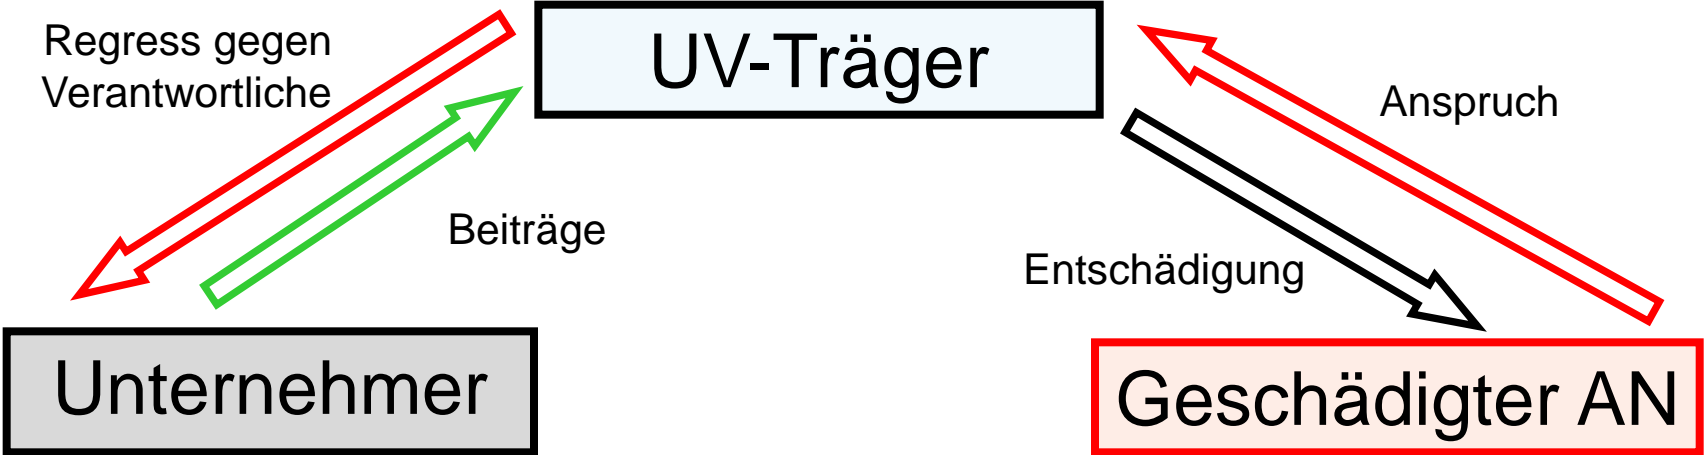 Regress gegen
Verantwortliche
UV-Träger
Anspruch
Beiträge
Entschädigung
Unternehmer
Geschädigter AN